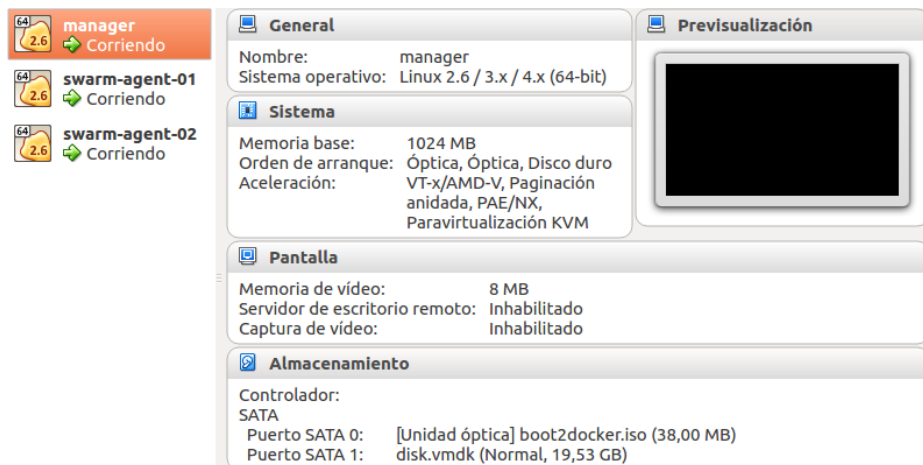 64
2.6
manager
Corriendo
64
2.6
swarm-agent-01
Corriendo
64
2.6
swarm-agent-02
Corriendo
General
Nombre: manager
Sistema operativo: Linux 2.6 / 3.x / 4.x (64-bit)
Previsualización
Sistema
Memoria base: 1024 MB
Orden de arranque: Óptica, Óptica, Disco duro
Aceleración: VT-x/AMD-V, Paginación
anidada, PAE/NX,
Paravirtualización KVM
Pantalla
Memoria de vídeo: 8 MB
Servidor de escritorio remoto: Inhabilitado
Captura de vídeo: Inhabilitado
Almacenamiento
Controlador:
SATA
Puerto SATA 0: [Unidad óptica] boot2docker.iso (38,00 MB)
Puerto SATA 1: disk.vmdk (Normal, 19,53 GB)